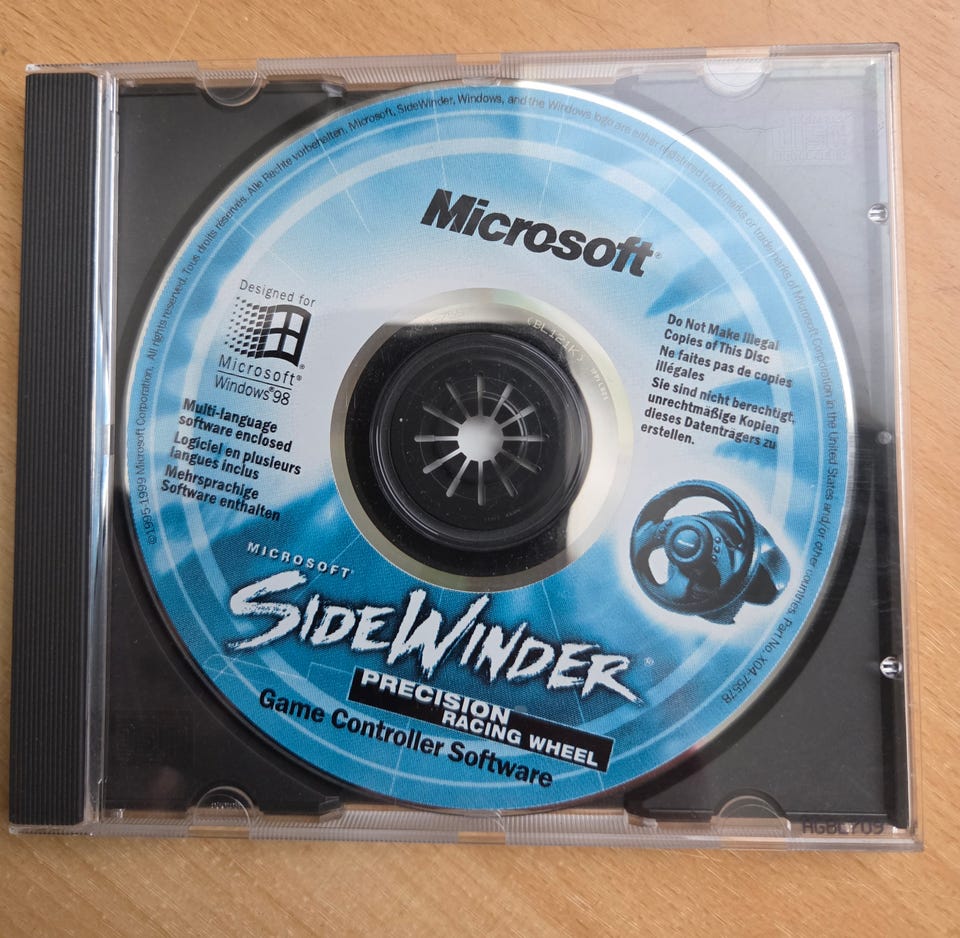 ©1995-1999 Microsoft Corporation. All rights reserved. Tous droits réservés. Alle Rechte vorbehalten. Microsoft, SideWinder, Windows, and the Windows logo are either registered trademarks or trademarks of Microsoft Corporation in the United States and/or other countries. Part No. X04-75578
Microsoft®
Designed for
Microsoft®
Windows®98
Multi-language
software enclosed
Logiciel en plusieurs
langues inclus
Mehrsprachige
Software enthalten
Do Not Make Illegal
Copies of This Disc
Ne faites pas de copies
illégales
Sie sind nicht berechtigt,
unrechtmäßige Kopien
dieses Datenträgers zu
erstellen.
MICROSOFT®
SIDEWINDER®
PRECISION
RACING WHEEL
Game Controller Software